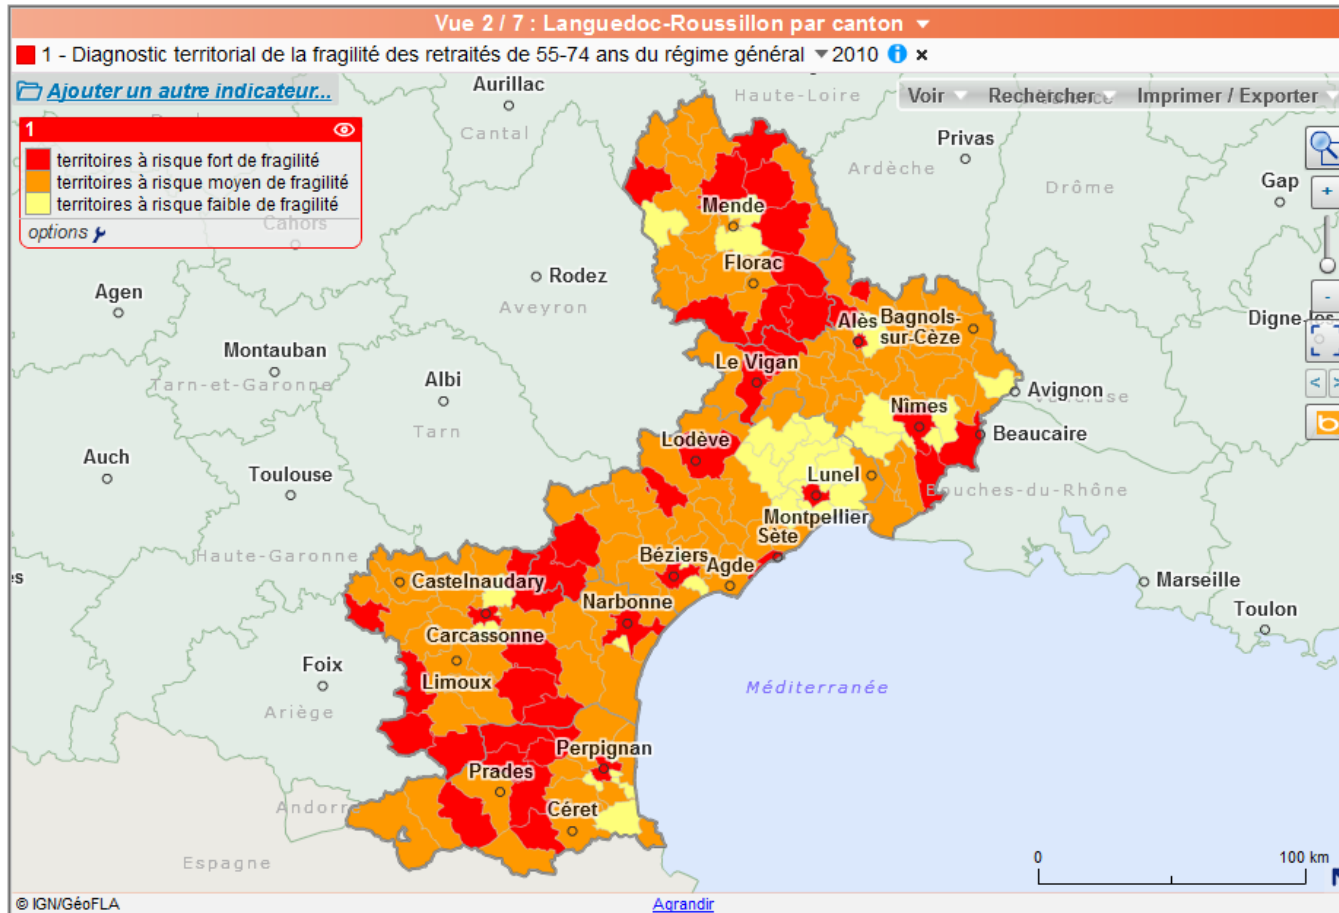 Vue 2 / 7 : Languedoc-Roussillon par canton
1 - Diagnostic territorial de la fragilité des retraités de 55-74 ans du régime général 2010
Ajouter un autre indicateur...
Voir Rechercher Imprimer / Exporter
1
territoires à risque fort de fragilité
territoires à risque moyen de fragilité
territoires à risque faible de fragilité
options
Aurillac
Cantal
Haute-Loire
Privas
Ardèche
Drôme
Gap
Cahors
Mende
Florac
Rodez
Aveyron
Agen
Alès
Bagnols-
sur-Cèze
Montauban
Tarn-et-Garonne
Albi
Tarn
Le Vigan
Avignon
Nîmes
Beaucaire
Auch
Toulouse
Lodève
Lunel
Bouches-du-Rhône
Montpellier
Sète
Haute-Garonne
Béziers
Agde
Castelnaudary
Marseille
Narbonne
Toulon
Carcassonne
Foix
Limoux
Ariège
Méditerranée
Perpignan
Prades
Céret
Espagne
0 100 km
© IGN/GéoFLA
Agrandir